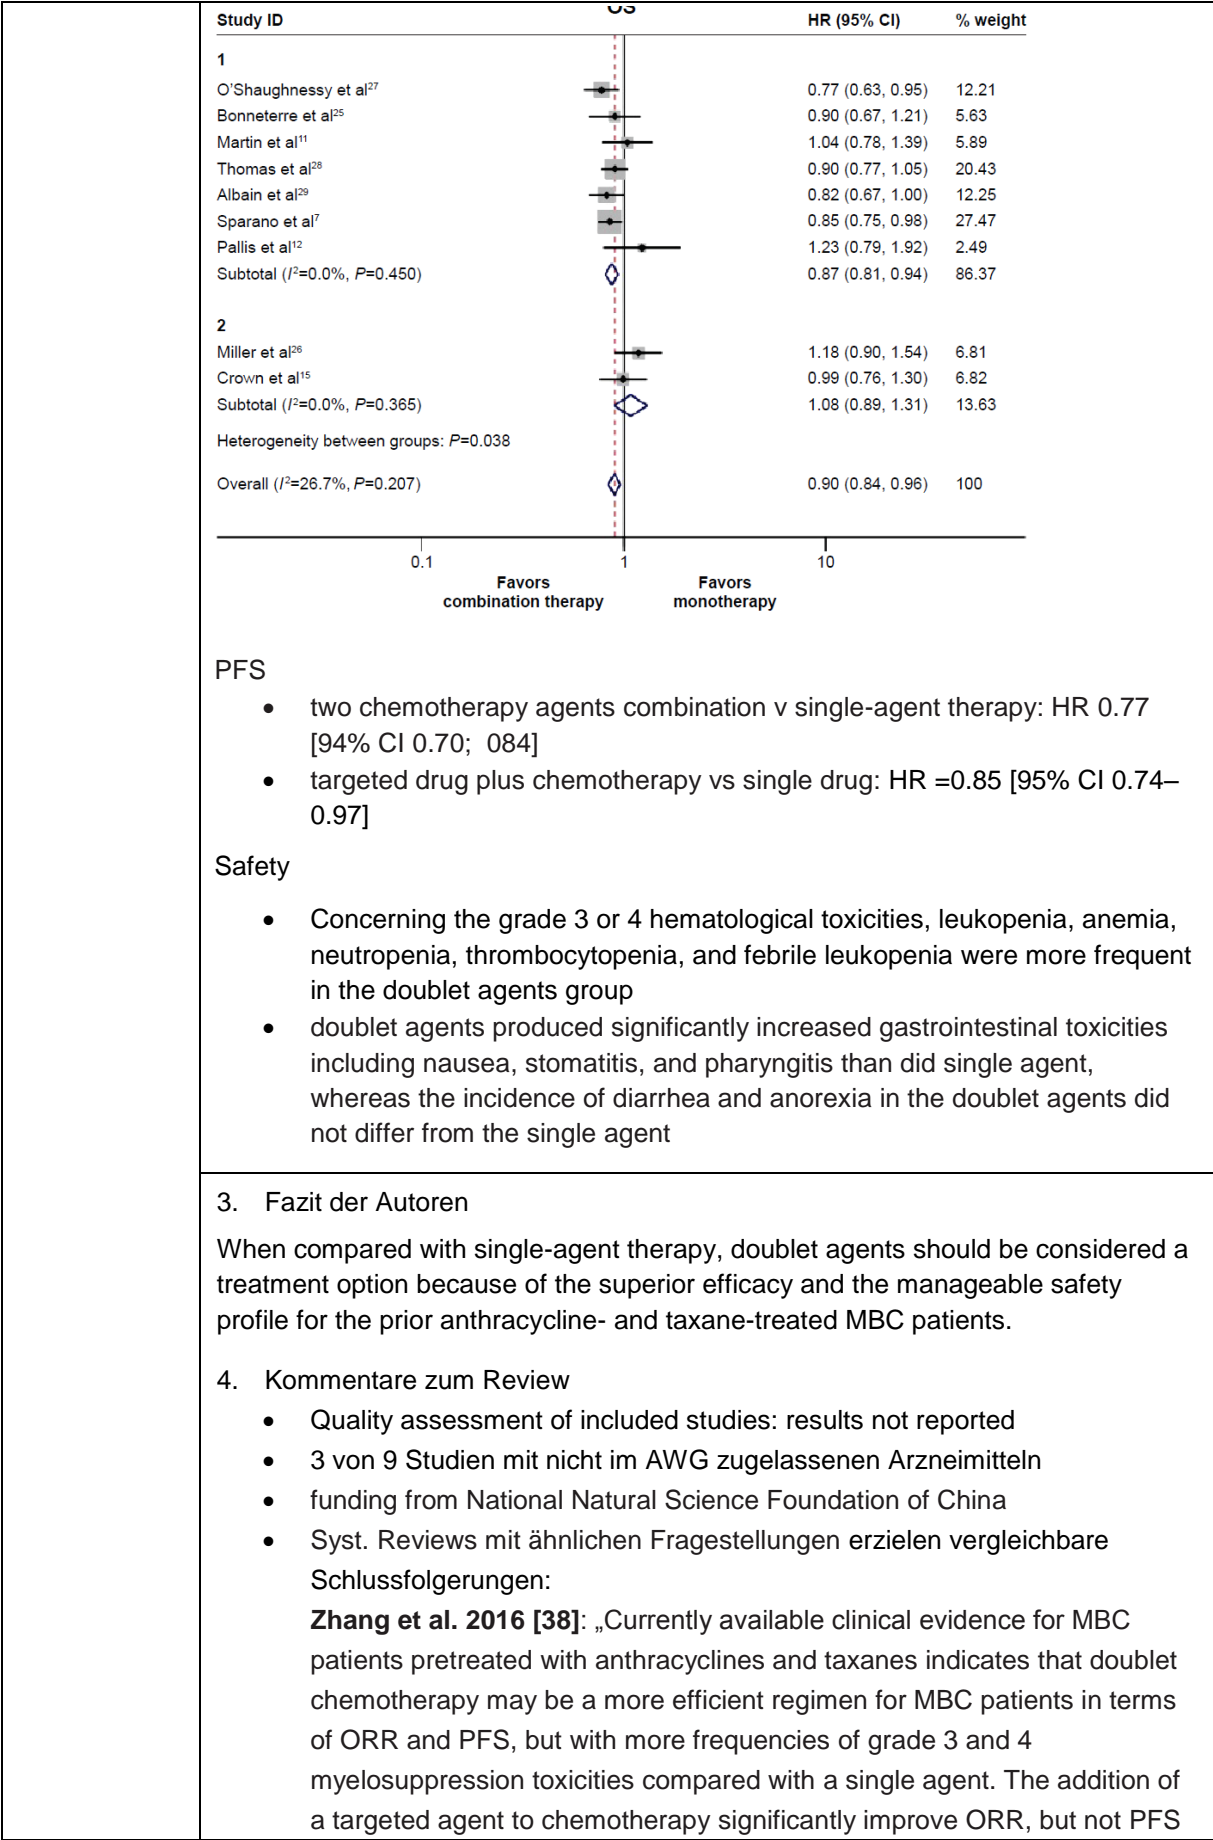 OS
Study ID HR (95% CI) % weight
1
O'Shaughnessy et al27 0.77 (0.63, 0.95) 12.21
Bonneterre et al25 0.90 (0.67, 1.21) 5.63
Martin et al11 1.04 (0.78, 1.39) 5.89
Thomas et al28 0.90 (0.77, 1.05) 20.43
Albain et al29 0.82 (0.67, 1.00) 12.25
Sparano et al7 0.85 (0.75, 0.98) 27.47
Pallis et al12 1.23 (0.79, 1.92) 2.49
Subtotal (I2=0.0%, P=0.450) 0.87 (0.81, 0.94) 86.37
2
Miller et al26 1.18 (0.90, 1.54) 6.81
Crown et al15 0.99 (0.76, 1.30) 6.82
Subtotal (I2=0.0%, P=0.365) 1.08 (0.89, 1.31) 13.63
Heterogeneity between groups: P=0.038
Overall (I2=26.7%, P=0.207) 0.90 (0.84, 0.96) 100
0.1 1 10
Favors Favors
combination therapy monotherapy
PFS
• two chemotherapy agents combination v single-agent therapy: HR 0.77
[94% CI 0.70; 084]
• targeted drug plus chemotherapy vs single drug: HR =0.85 [95% CI 0.74–
0.97]
Safety
• Concerning the grade 3 or 4 hematological toxicities, leukopenia, anemia,
neutropenia, thrombocytopenia, and febrile leukopenia were more frequent
in the doublet agents group
• doublet agents produced significantly increased gastrointestinal toxicities
including nausea, stomatitis, and pharyngitis than did single agent,
whereas the incidence of diarrhea and anorexia in the doublet agents did
not differ from the single agent
3. Fazit der Autoren
When compared with single-agent therapy, doublet agents should be considered a
treatment option because of the superior efficacy and the manageable safety
profile for the prior anthracycline- and taxane-treated MBC patients.
4. Kommentare zum Review
• Quality assessment of included studies: results not reported
• 3 von 9 Studien mit nicht im AWG zugelassenen Arzneimitteln
• funding from National Natural Science Foundation of China
• Syst. Reviews mit ähnlichen Fragestellungen erzielen vergleichbare
Schlussfolgerungen:
Zhang et al. 2016 [38]: „Currently available clinical evidence for MBC
patients pretreated with anthracyclines and taxanes indicates that doublet
chemotherapy may be a more efficient regimen for MBC patients in terms
of ORR and PFS, but with more frequencies of grade 3 and 4
myelosuppression toxicities compared with a single agent. The addition of
a targeted agent to chemotherapy significantly improve ORR, but not PFS